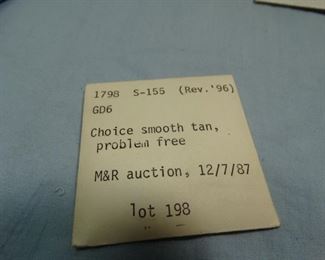 1798 S-155 (Rev.'96)
GD6
Choice smooth tan,
problem free
M&R auction, 12/7/87
lot 198